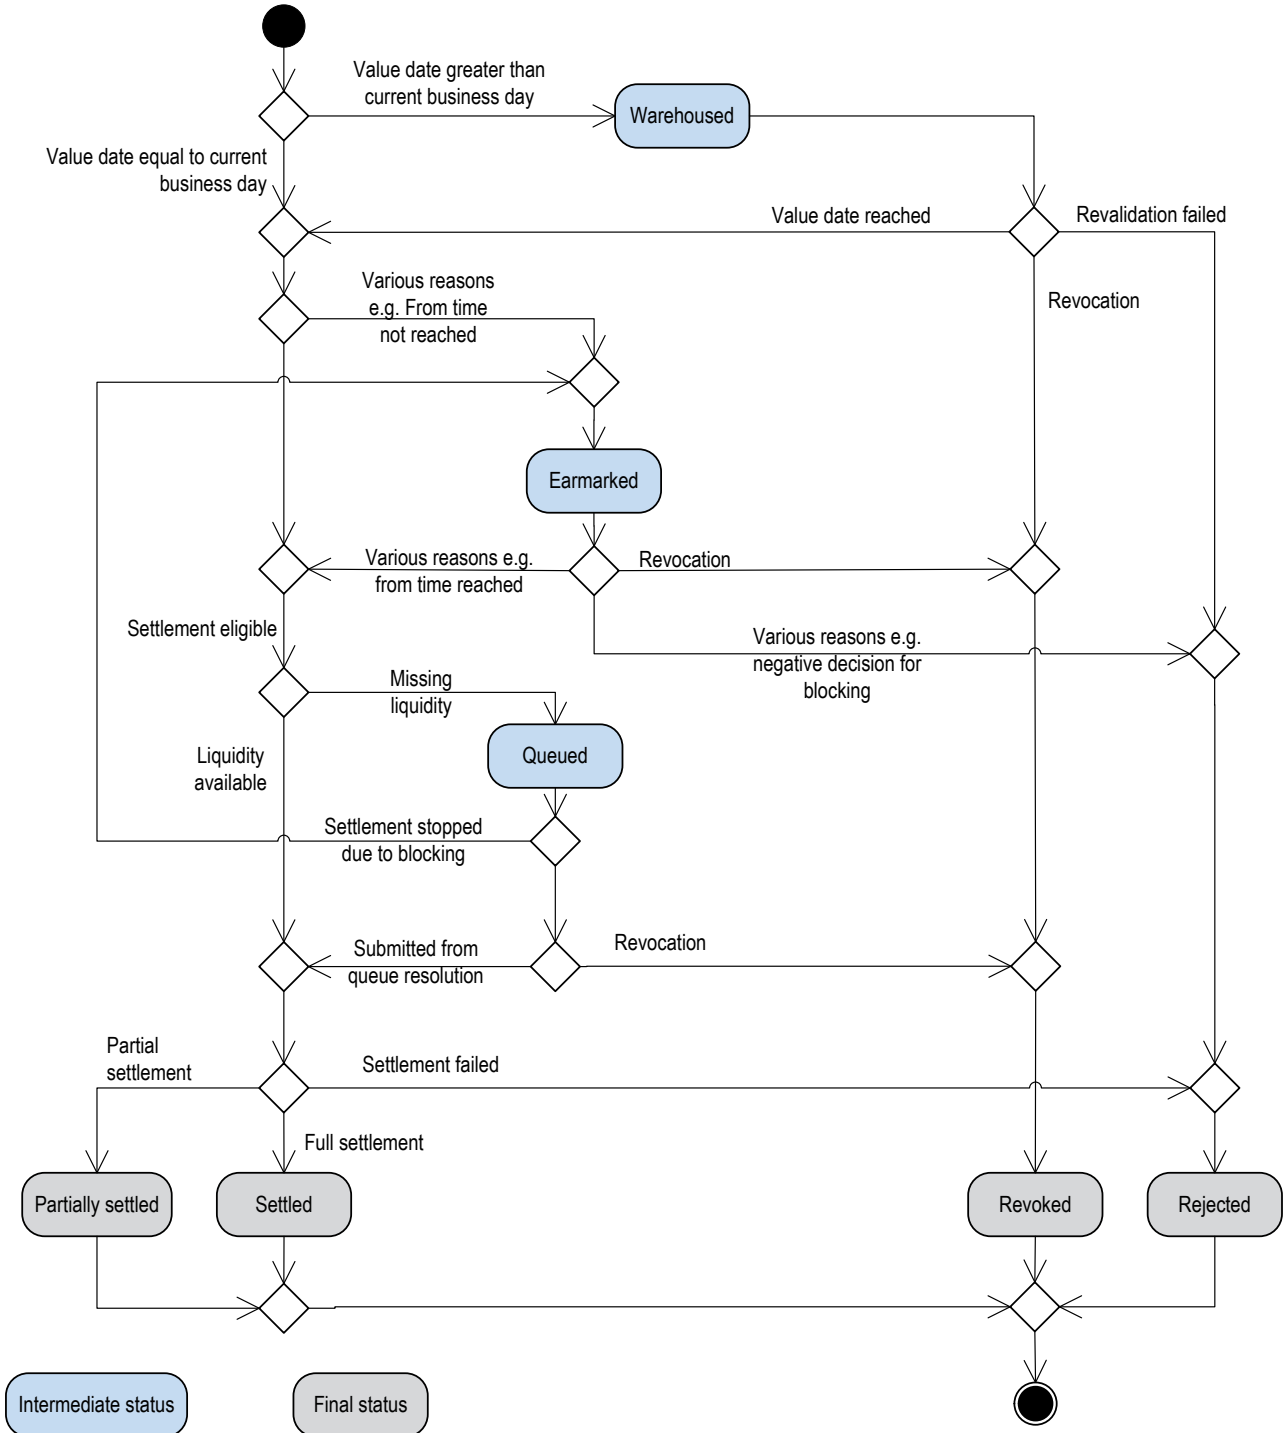 Value date greater than
current business day
Warehoused
Value date equal to current
business day
Value date reached
Revalidation failed
Various reasons
e.g. From time
not reached
Revocation
Earmarked
Various reasons e.g.
from time reached
Revocation
Settlement eligible
Various reasons e.g.
negative decision for
blocking
Missing
liquidity
Queued
Liquidity
available
Settlement stopped
due to blocking
Submitted from
queue resolution
Revocation
Partial
settlement
Settlement failed
Full settlement
Partially settled
Settled
Revoked
Rejected
Intermediate status
Final status